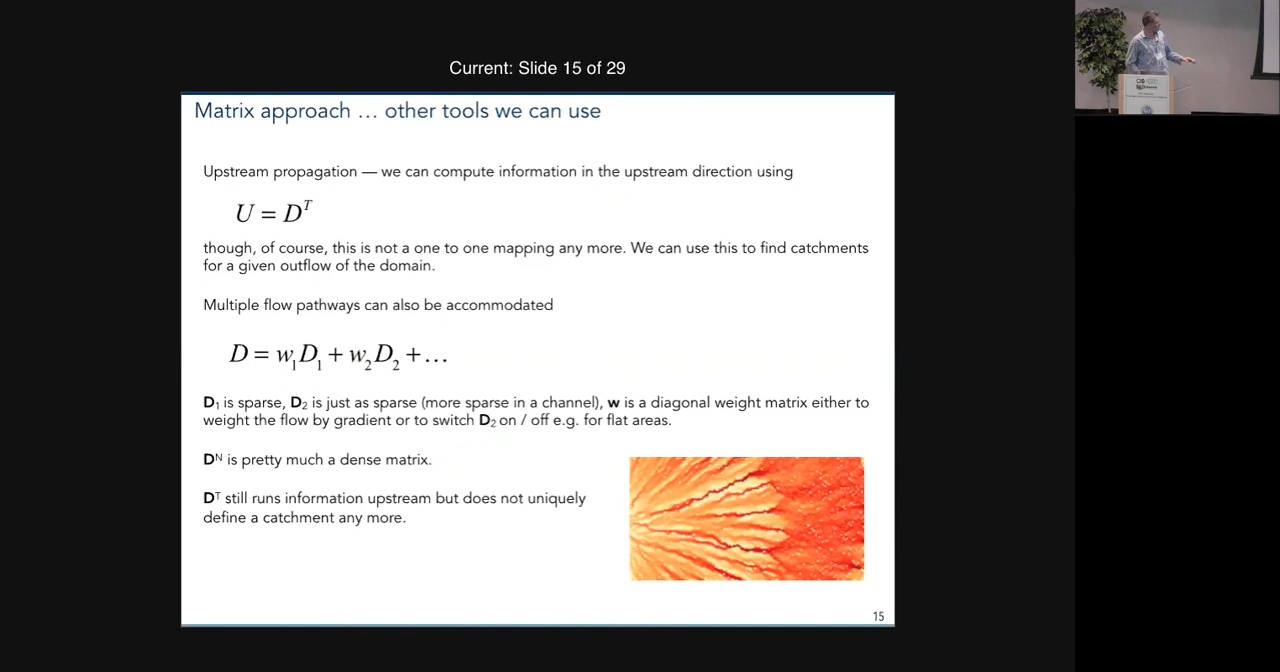 Current: Slide 15 of 29
Matrix approach … other tools we can use
Upstream propagation — we can compute information in the upstream direction using
U = Dᵀ
though, of course, this is not a one to one mapping any more. We can use this to find catchments
for a given outflow of the domain.
Multiple flow pathways can also be accommodated
D = w₁D₁ + w₂D₂ + …
D₁ is sparse, D₂ is just as sparse (more sparse in a channel), w is a diagonal weight matrix either to
weight the flow by gradient or to switch D₂ on / off e.g. for flat areas.
Dᴺ is pretty much a dense matrix.
Dᵀ still runs information upstream but does not uniquely
define a catchment any more.
15